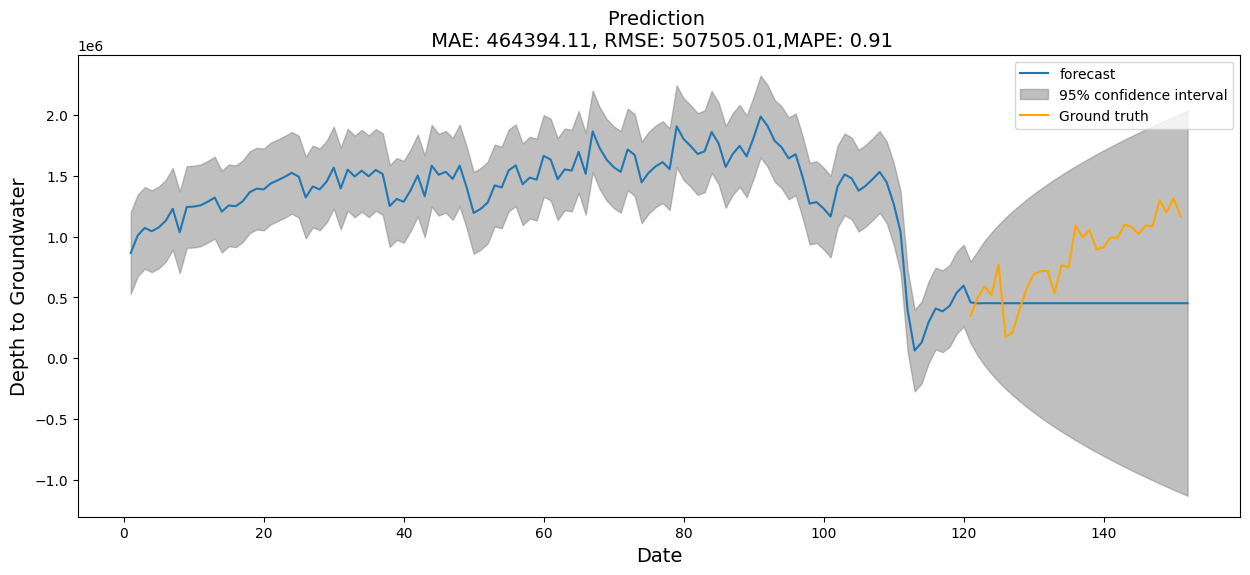 Prediction
MAE: 464394.11, RMSE: 507505.01,MAPE: 0.91
1e6
forecast
95% confidence interval
Ground truth
2.0
1.5
1.0
0.5
0.0
−0.5
−1.0
Depth to Groundwater
0 20 40 60 80 100 120 140
Date